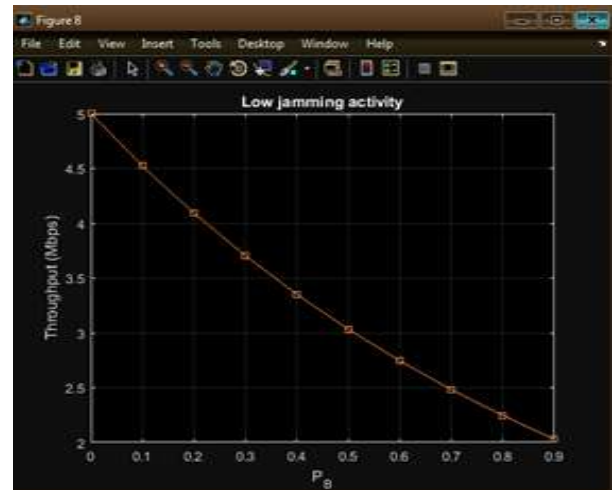 Figure 8
File Edit View Insert Tools Desktop Window Help
Low jamming activity
5
4.5
4
3.5
3
2.5
2
Throughput (Mbps)
0 0.1 0.2 0.3 0.4 0.5 0.6 0.7 0.8 0.9
P_B